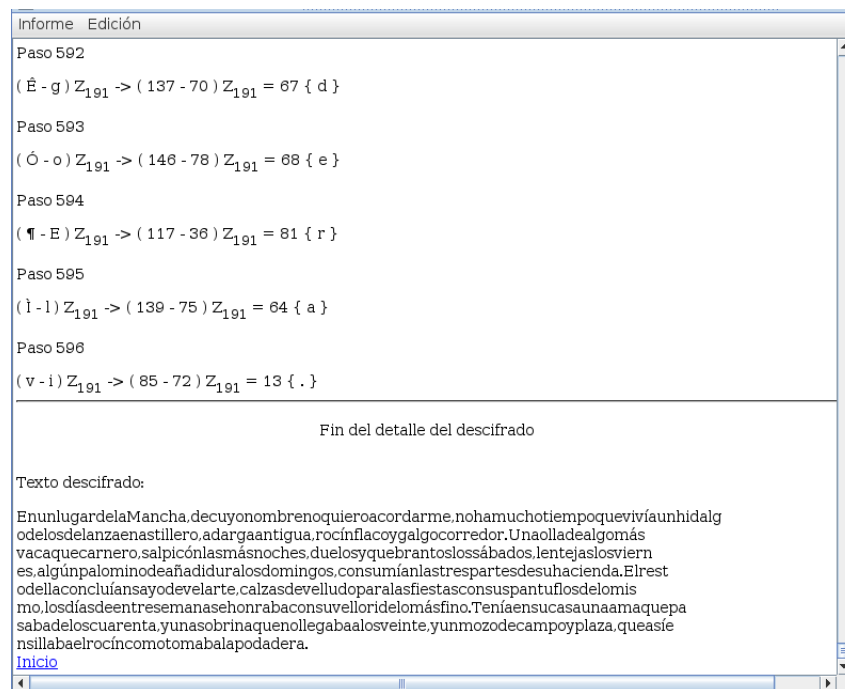 Informe Edición
Paso 592
( Ê - g ) Z191 -> ( 137 - 70 ) Z191 = 67 { d }
Paso 593
( Ó - o ) Z191 -> ( 146 - 78 ) Z191 = 68 { e }
Paso 594
( ¶ - E ) Z191 -> ( 117 - 36 ) Z191 = 81 { r }
Paso 595
( Ì - l ) Z191 -> ( 139 - 75 ) Z191 = 64 { a }
Paso 596
( v - i ) Z191 -> ( 85 - 72 ) Z191 = 13 { . }
Fin del detalle del descifrado
Texto descifrado:
EnunlugardelaMancha,decuyonombrenoquieroacordarme,nohamuchotiempoquevivíaunhidalg
odelosdelanzaenastillero,adargaantigua,rocínflacoygalgocorredor.Unaolladealgomás
vacaquecarnero,salpicónlasmásnoches,duelosyquebrantoslossábados,lentejaslosviern
es,algúnpalominodeañadiduralosdomingos,consumíanlastrespartesdesuhacienda.Elrest
odellaconcluíansayodevelarte,calzasdevelludoparalasfiestasconsuspantuflosdelomis
mo,losdíasdeentresemanasehonrabaconsuvelloridelomásfino.Teníaensucasaunaamaquepa
sabadeloscuarenta,yunasobrinaquenollegabaalosveinte,yunmozodecampoyplaza,queasíe
nsillabaelrocíncomotomabalapodadera.
Inicio